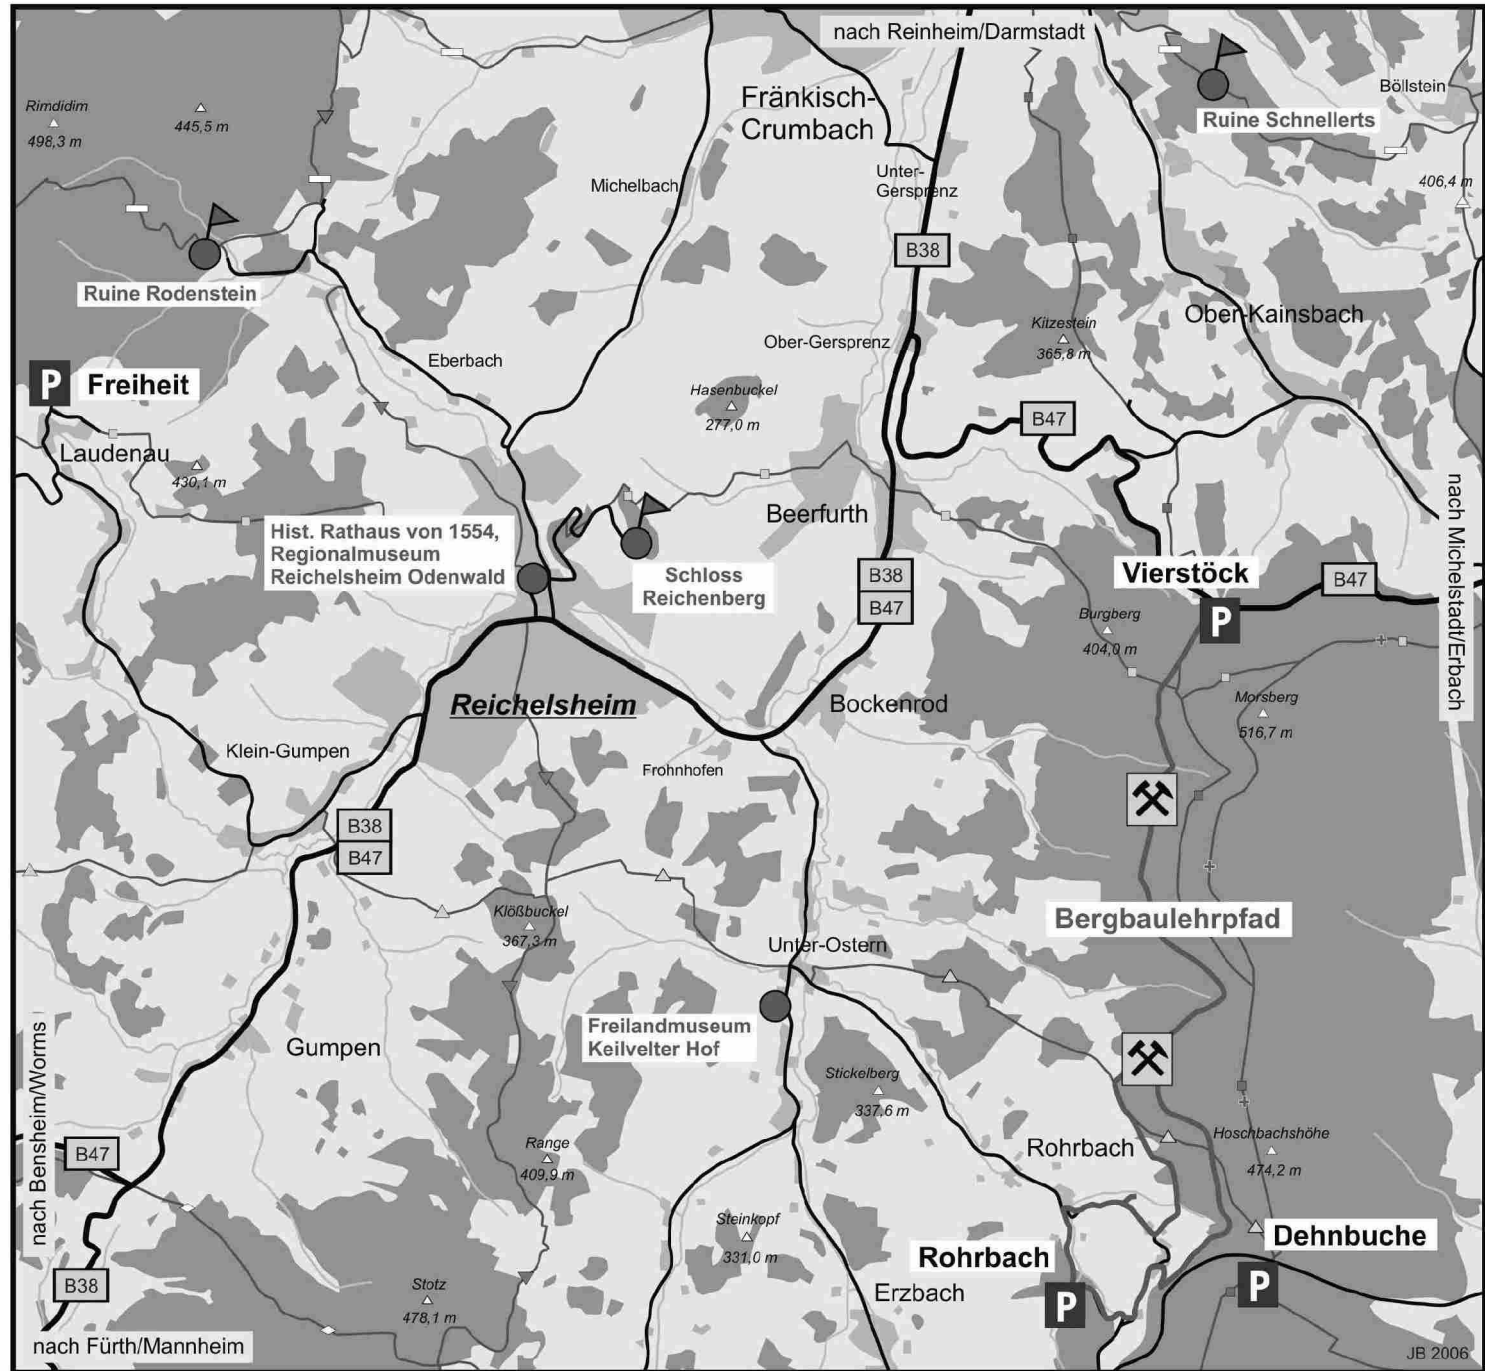 nach Reinheim/Darmstadt
Rimdidim
498,3 m
445,5 m
Fränkisch-
Crumbach
Böllstein
Ruine Schnellerts
Michelbach
Unter-
Gersprenz
406,4 m
B38
Ruine Rodenstein
Ober-Kainsbach
Kitzestein
365,8 m
Ober-Gersprenz
Eberbach
P
Freiheit
Hasenbuckel
277,0 m
B47
Laudenau
430,1 m
Beerfurth
nach Michelstadt/Erbach
Hist. Rathaus von 1554,
Regionalmuseum
Reichelsheim Odenwald
Schloss
Reichenberg
B38
B47
Vierstöck
B47
P
Burgberg
404,0 m
Reichelsheim
Bockenrod
Morsberg
516,7 m
Klein-Gumpen
Frohnhofen
B38
B47
Klößbuckel
367,3 m
Bergbaulehrpfad
Unter-Ostern
Freilandmuseum
Keilvelter Hof
Gumpen
nach Bensheim/Worms
Stickelberg
337,6 m
B47
Range
409,9 m
Rohrbach
Hoschbachshöhe
474,2 m
Steinkopf
331,0 m
Rohrbach
P
Dehnbuche
P
B38
Stotz
478,1 m
Erzbach
nach Fürth/Mannheim
JB 2006